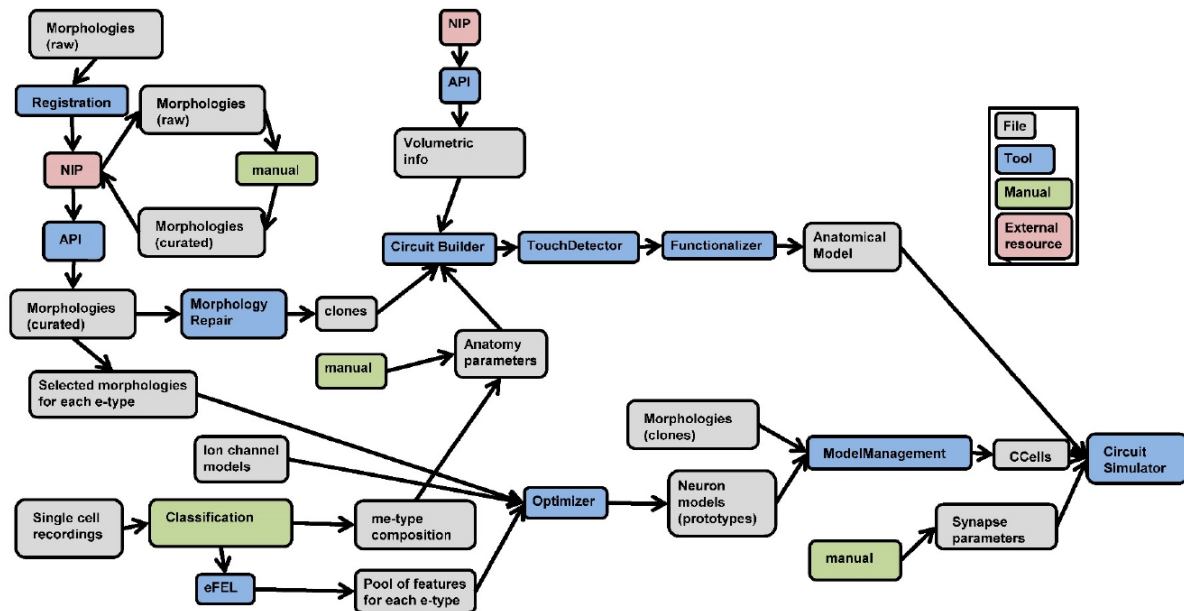 Morphologies
(raw)
Registration
NIP
API
Morphologies
(raw)
manual
Morphologies
(curated)
Morphologies
(curated)
Morphology
Repair
clones
Selected morphologies
for each e-type
NIP
API
Volumetric
info
Circuit Builder
TouchDetector
Functionalizer
Anatomical
Model
manual
Anatomy
parameters
Ion channel
models
Single cell
recordings
Classification
me-type
composition
eFEL
Pool of features
for each e-type
Optimizer
Morphologies
(clones)
Neuron
models
(prototypes)
ModelManagement
CCells
Circuit
Simulator
manual
Synapse
parameters
File
Tool
Manual
External
resource